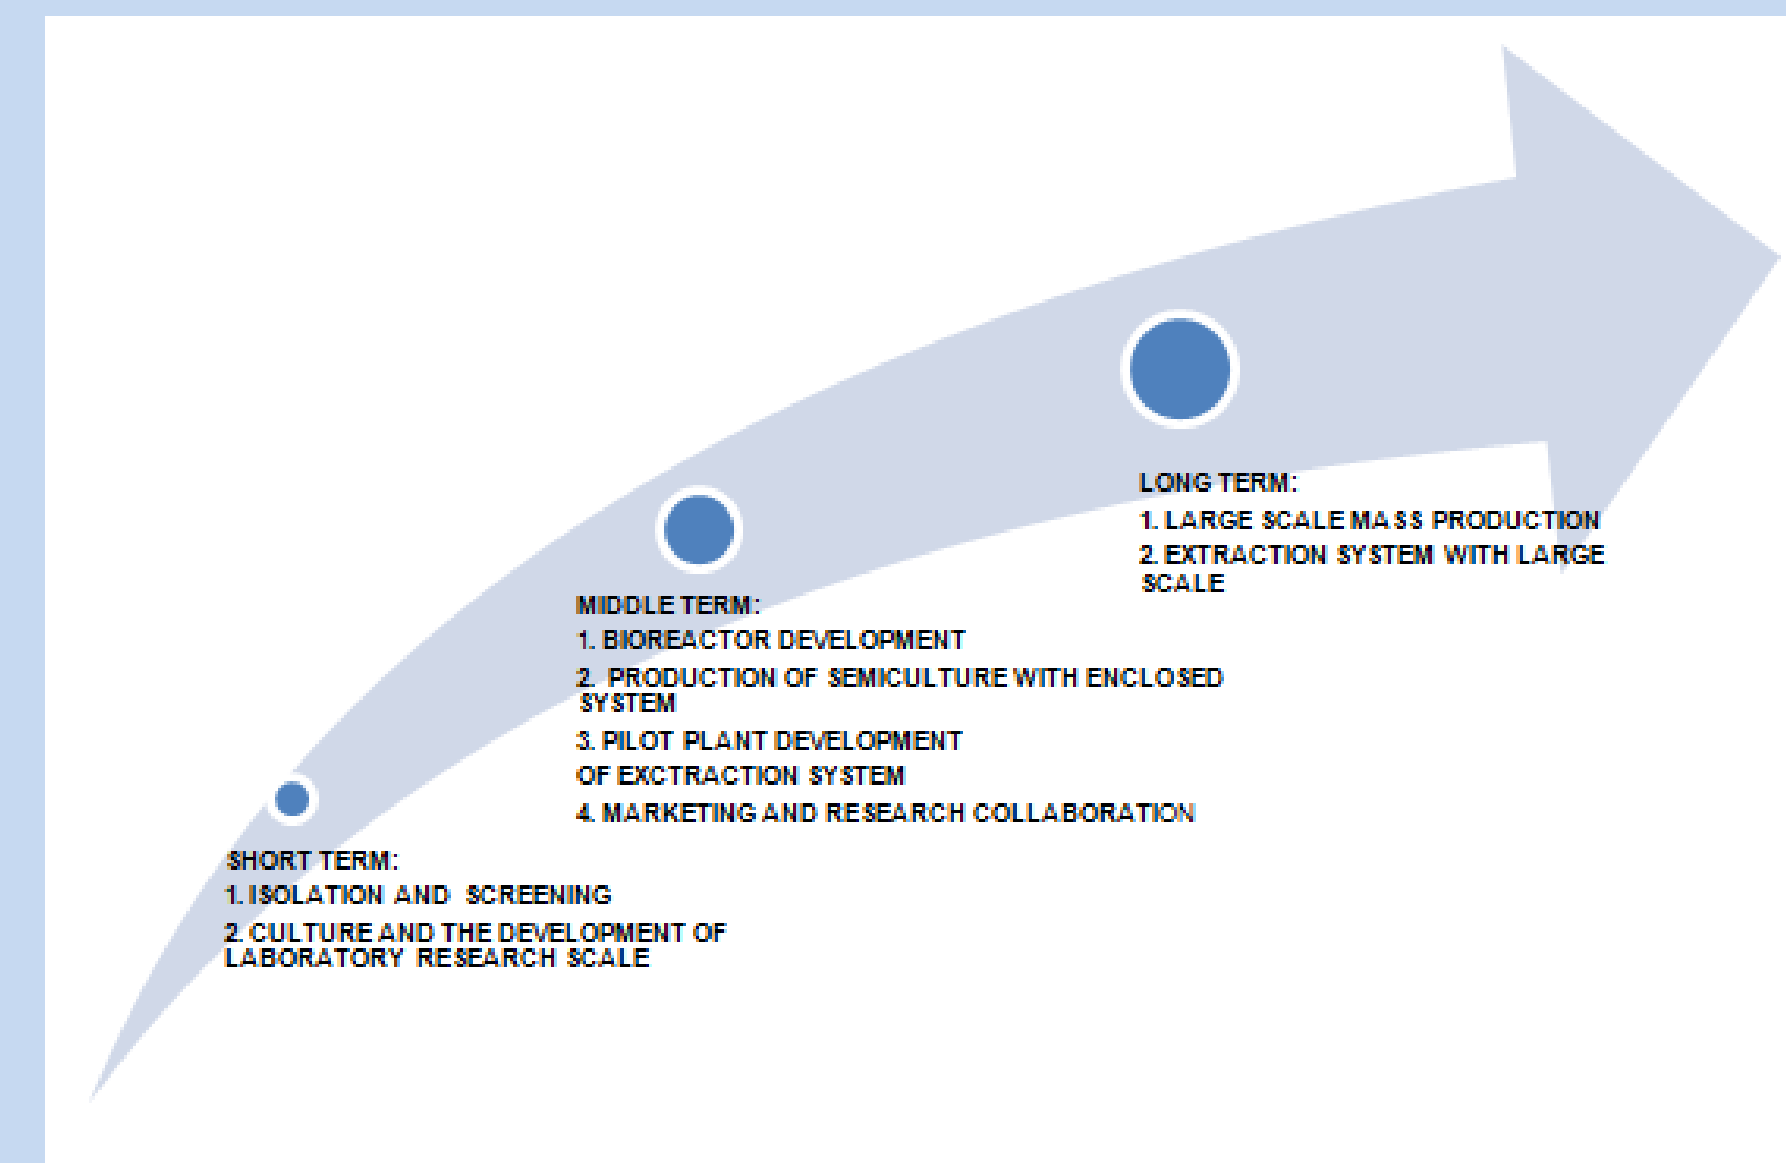 LONG TERM:
1. LARGE SCALE MASS PRODUCTION
2. EXTRACTION SYSTEM WITH LARGE
SCALE
MIDDLE TERM:
1. BIOREACTOR DEVELOPMENT
2. PRODUCTION OF SEMICULTURE WITH ENCLOSED
SYSTEM
3. PILOT PLANT DEVELOPMENT
OF EXCTRACTION SYSTEM
4. MARKETING AND RESEARCH COLLABORATION
SHORT TERM:
1. ISOLATION AND SCREENING
2. CULTURE AND THE DEVELOPMENT OF
LABORATORY RESEARCH SCALE